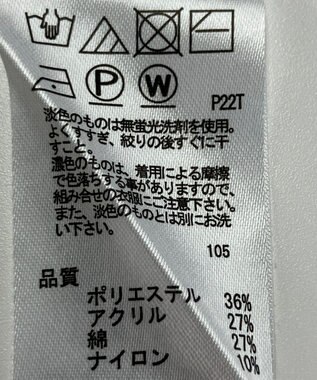 P W
P22T
淡色のものは無蛍光洗剤を使用。
よくすすぎ、絞りの後すぐに干
すこと。
濃色のものは、着用による摩擦
で色落ちする事がありますので、
組み合せの衣服にご注意下さい。
また、淡色のものとは別にお洗
い下さい。
105
品質
ポリエステル 36%
アクリル 27%
綿 27%
ナイロン 10%